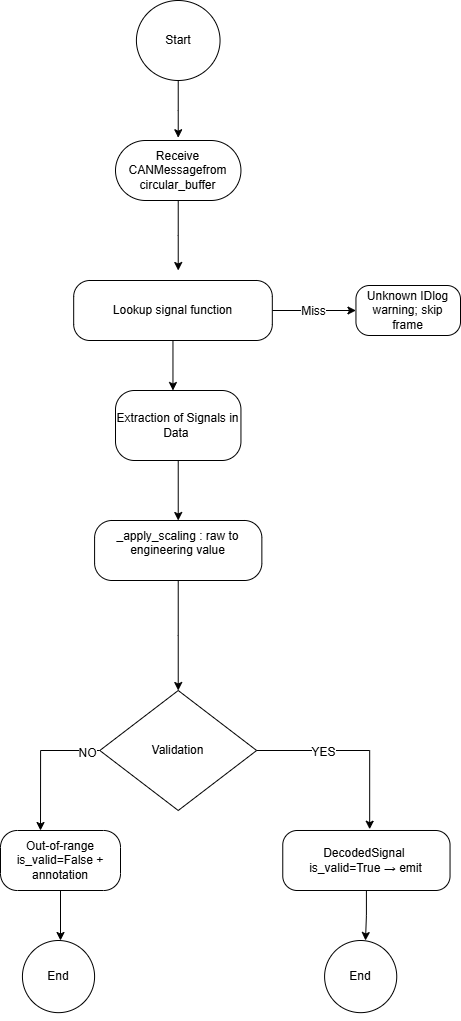 Start
Receive
CANMessagefrom
circular_buffer
Lookup signal function
Miss
Unknown IDlog
warning; skip
frame
Extraction of Signals in
Data
_apply_scaling : raw to
engineering value
Validation
NO
YES
Out-of-range
is_valid=False +
annotation
DecodedSignal
is_valid=True → emit
End
End